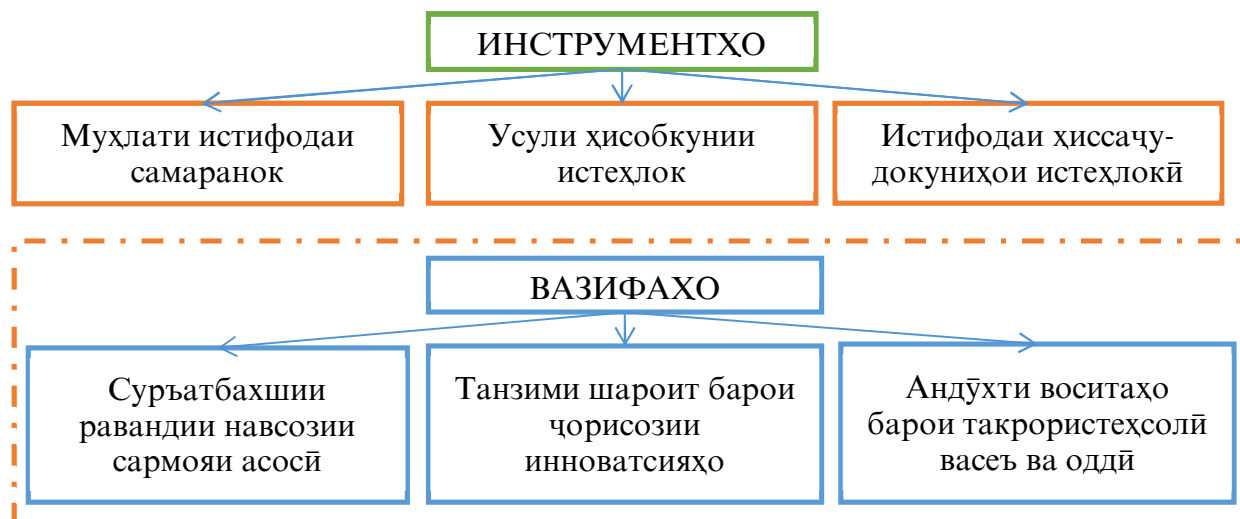 ИНСТРУМЕНТҲО
Муҳлати истифодаи
самаранок
Усули ҳисобкунии
истеҳлок
Истифодаи ҳиссаҷу-
докуниҳои истеҳлокӣ
ВАЗИФАҲО
Суръатбахшии
равандии навсозии
сармояи асосӣ
Танзими шароит барои
ҷорисозии
инноватсияҳо
Андӯхти воситаҳо
барои такрористеҳсолӣ
васеъ ва оддӣ